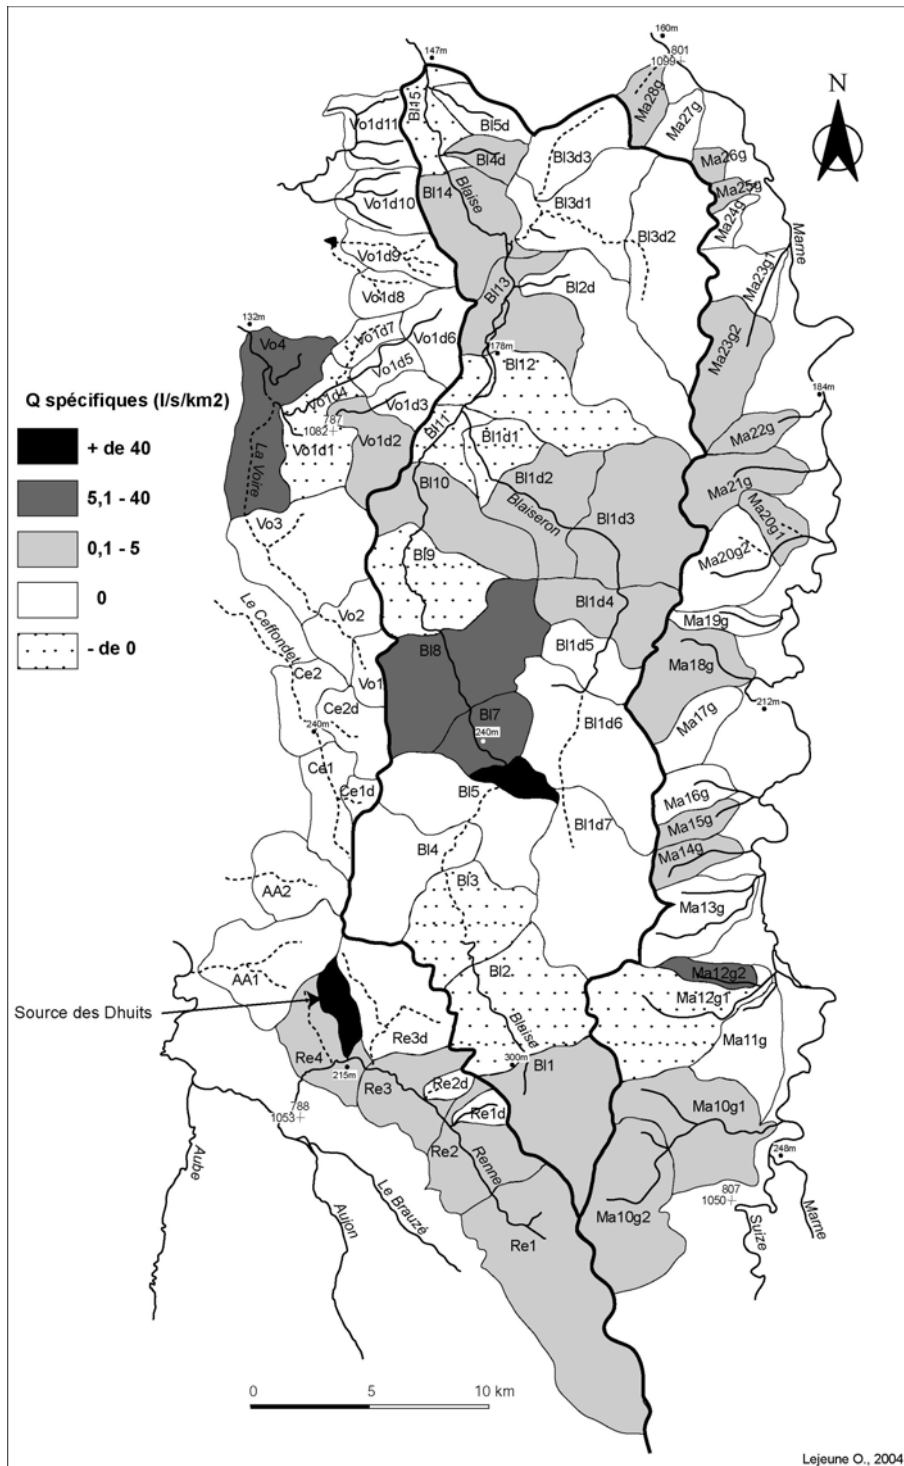 160m
801
1099
147m
N
Bl15
Vo1d11
Bl5d
Ma28g
Ma27g
Bl4d
Bl3d3
Ma26g
Bl14
Blaise
Ma25g
Vo1d10
Bl3d1
Ma24g
Bl3d2
Marne
Vo1d9
Ma23g1
Vo1d8
Bl13
Bl2d
132m
Vo4
Vo1d7
Vo1d6
Ma23g2
178m
Vo1d5
Bl12
184m
Q spécifiques (l/s/km2)
Vo1d4
Vo1d3
787
1082
Bl11
Bl1d1
Ma22g
+ de 40
La Voire
Vo1d1
Vo1d2
Bl10
Bl1d2
Ma21g
5,1 - 40
Blaiseron
Bl1d3
Ma20g1
Vo3
0,1 - 5
Bl9
Ma20g2
0
Le Ceffondet
Vo2
Bl1d4
Ma19g
- de 0
Bl8
Bl1d5
Ma18g
Ce2
Vo1
Ce2d
Bl7
240m
240m
Bl1d6
Ma17g
212m
Ce1
Ce1d
Bl5
Ma16g
Bl1d7
Ma15g
Bl4
Ma14g
Bl3
AA2
Ma13g
Bl2
Ma12g2
AA1
Ma12g1
Source des Dhuits
Blaise
Re3d
Ma11g
Re4
300m
Bl1
215m
Re3
Re2d
Ma10g1
788
1053
Re1d
Re2
Renne
248m
Aube
807
1050
Le Brauzé
Ma10g2
Aujon
Re1
Suize
Marne
0 5 10 km
Lejeune O., 2004